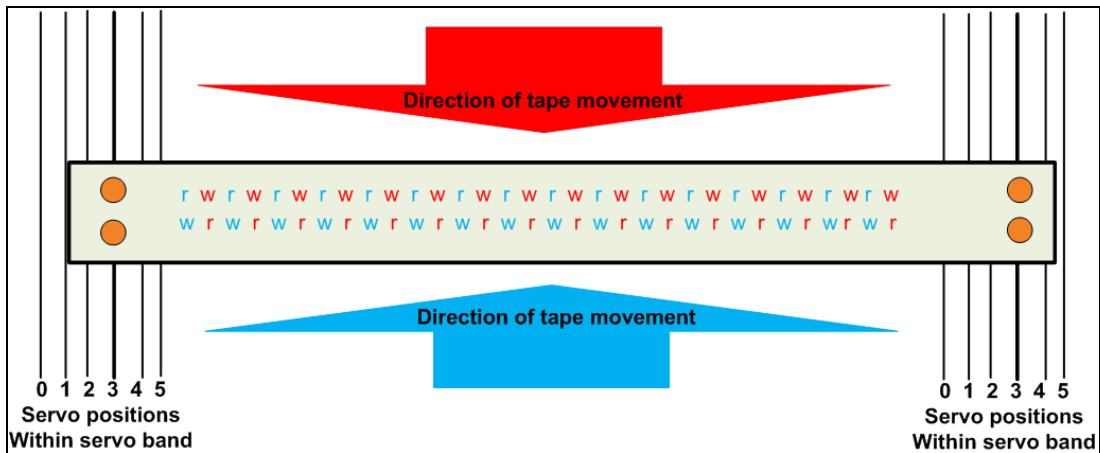 Direction of tape movement
r w r w r w r w r w r w r w r w r w r w r w r w r w r w r w r w
w r w r w r w r w r w r w r w r w r w r w r w r w r w r w r w r
Direction of tape movement
0 1 2 3 4 5
Servo positions
Within servo band
0 1 2 3 4 5
Servo positions
Within servo band